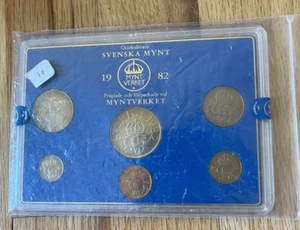 Ocirkulerade
SVENSKA MYNT
19 MYNT VERKET 82
Präglade och förpackade vid
MYNTVERKET